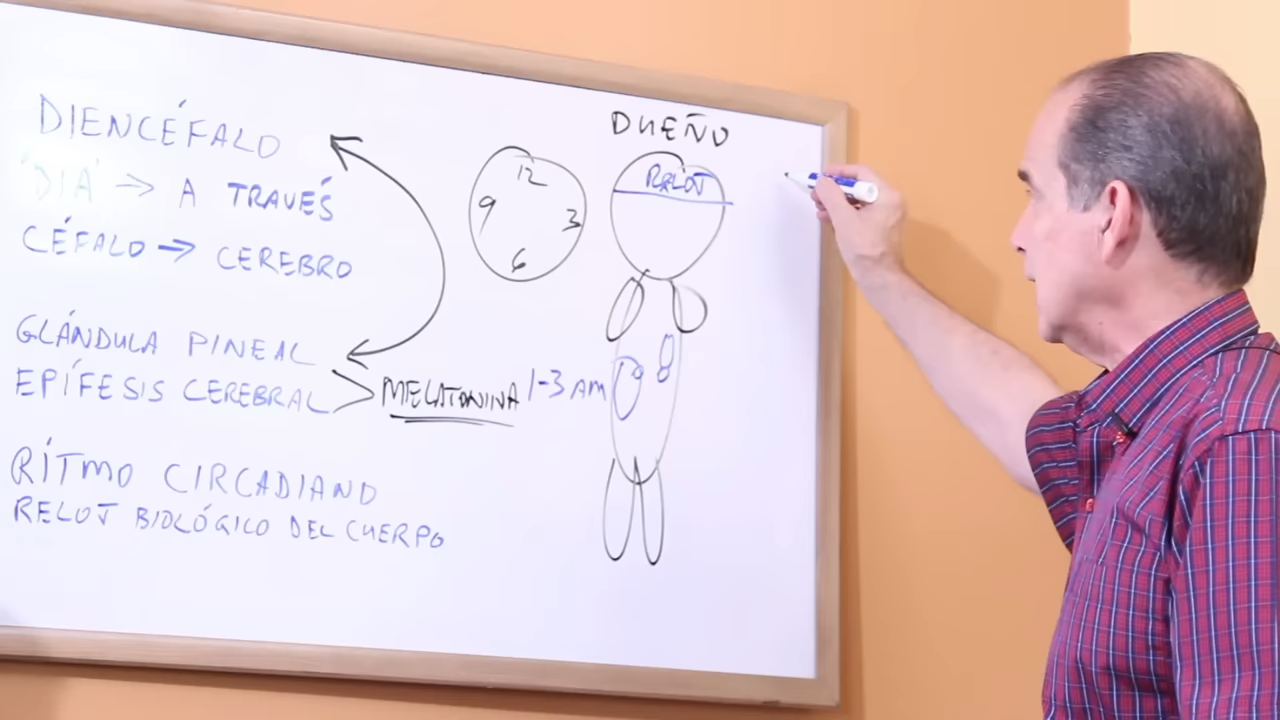 DIENCÉFALO
'DIA' → A TRAVÉS
CÉFALO → CEREBRO
GLÁNDULA PINEAL
EPÍFESIS CEREBRAL > MELATONINA 1-3 AM
RÍTMO CIRCADIANO
RELOJ BIOLÓGICO DEL CUERPO
12
9 3
6
DUEÑO
RELOJ